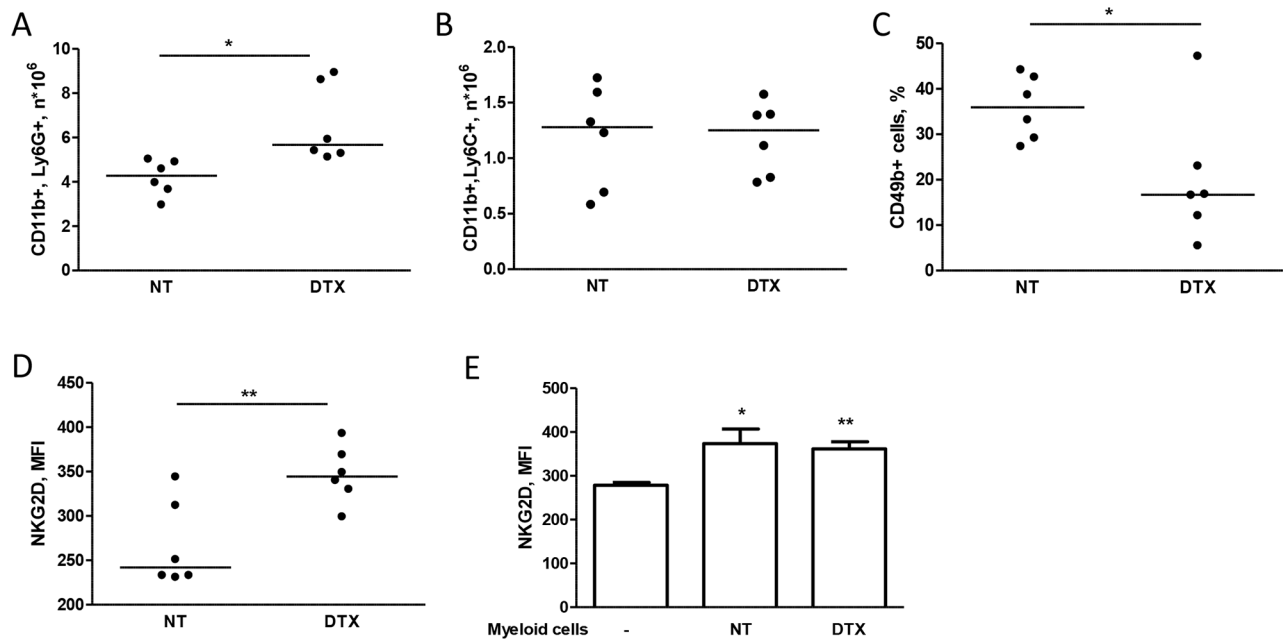 A
*
CD11b+, Ly6G+, n*10⁶
10
8
6
4
2
0
NT DTX
B
CD11b+,Ly6C+, n*10⁶
2.0
1.5
1.0
0.5
0.0
NT DTX
C
*
CD49b+ cells, %
50
40
30
20
10
0
NT DTX
D
**
NKG2D, MFI
450
400
350
300
250
200
NT DTX
E
* **
NKG2D, MFI
500
400
300
200
100
0
Myeloid cells - NT DTX